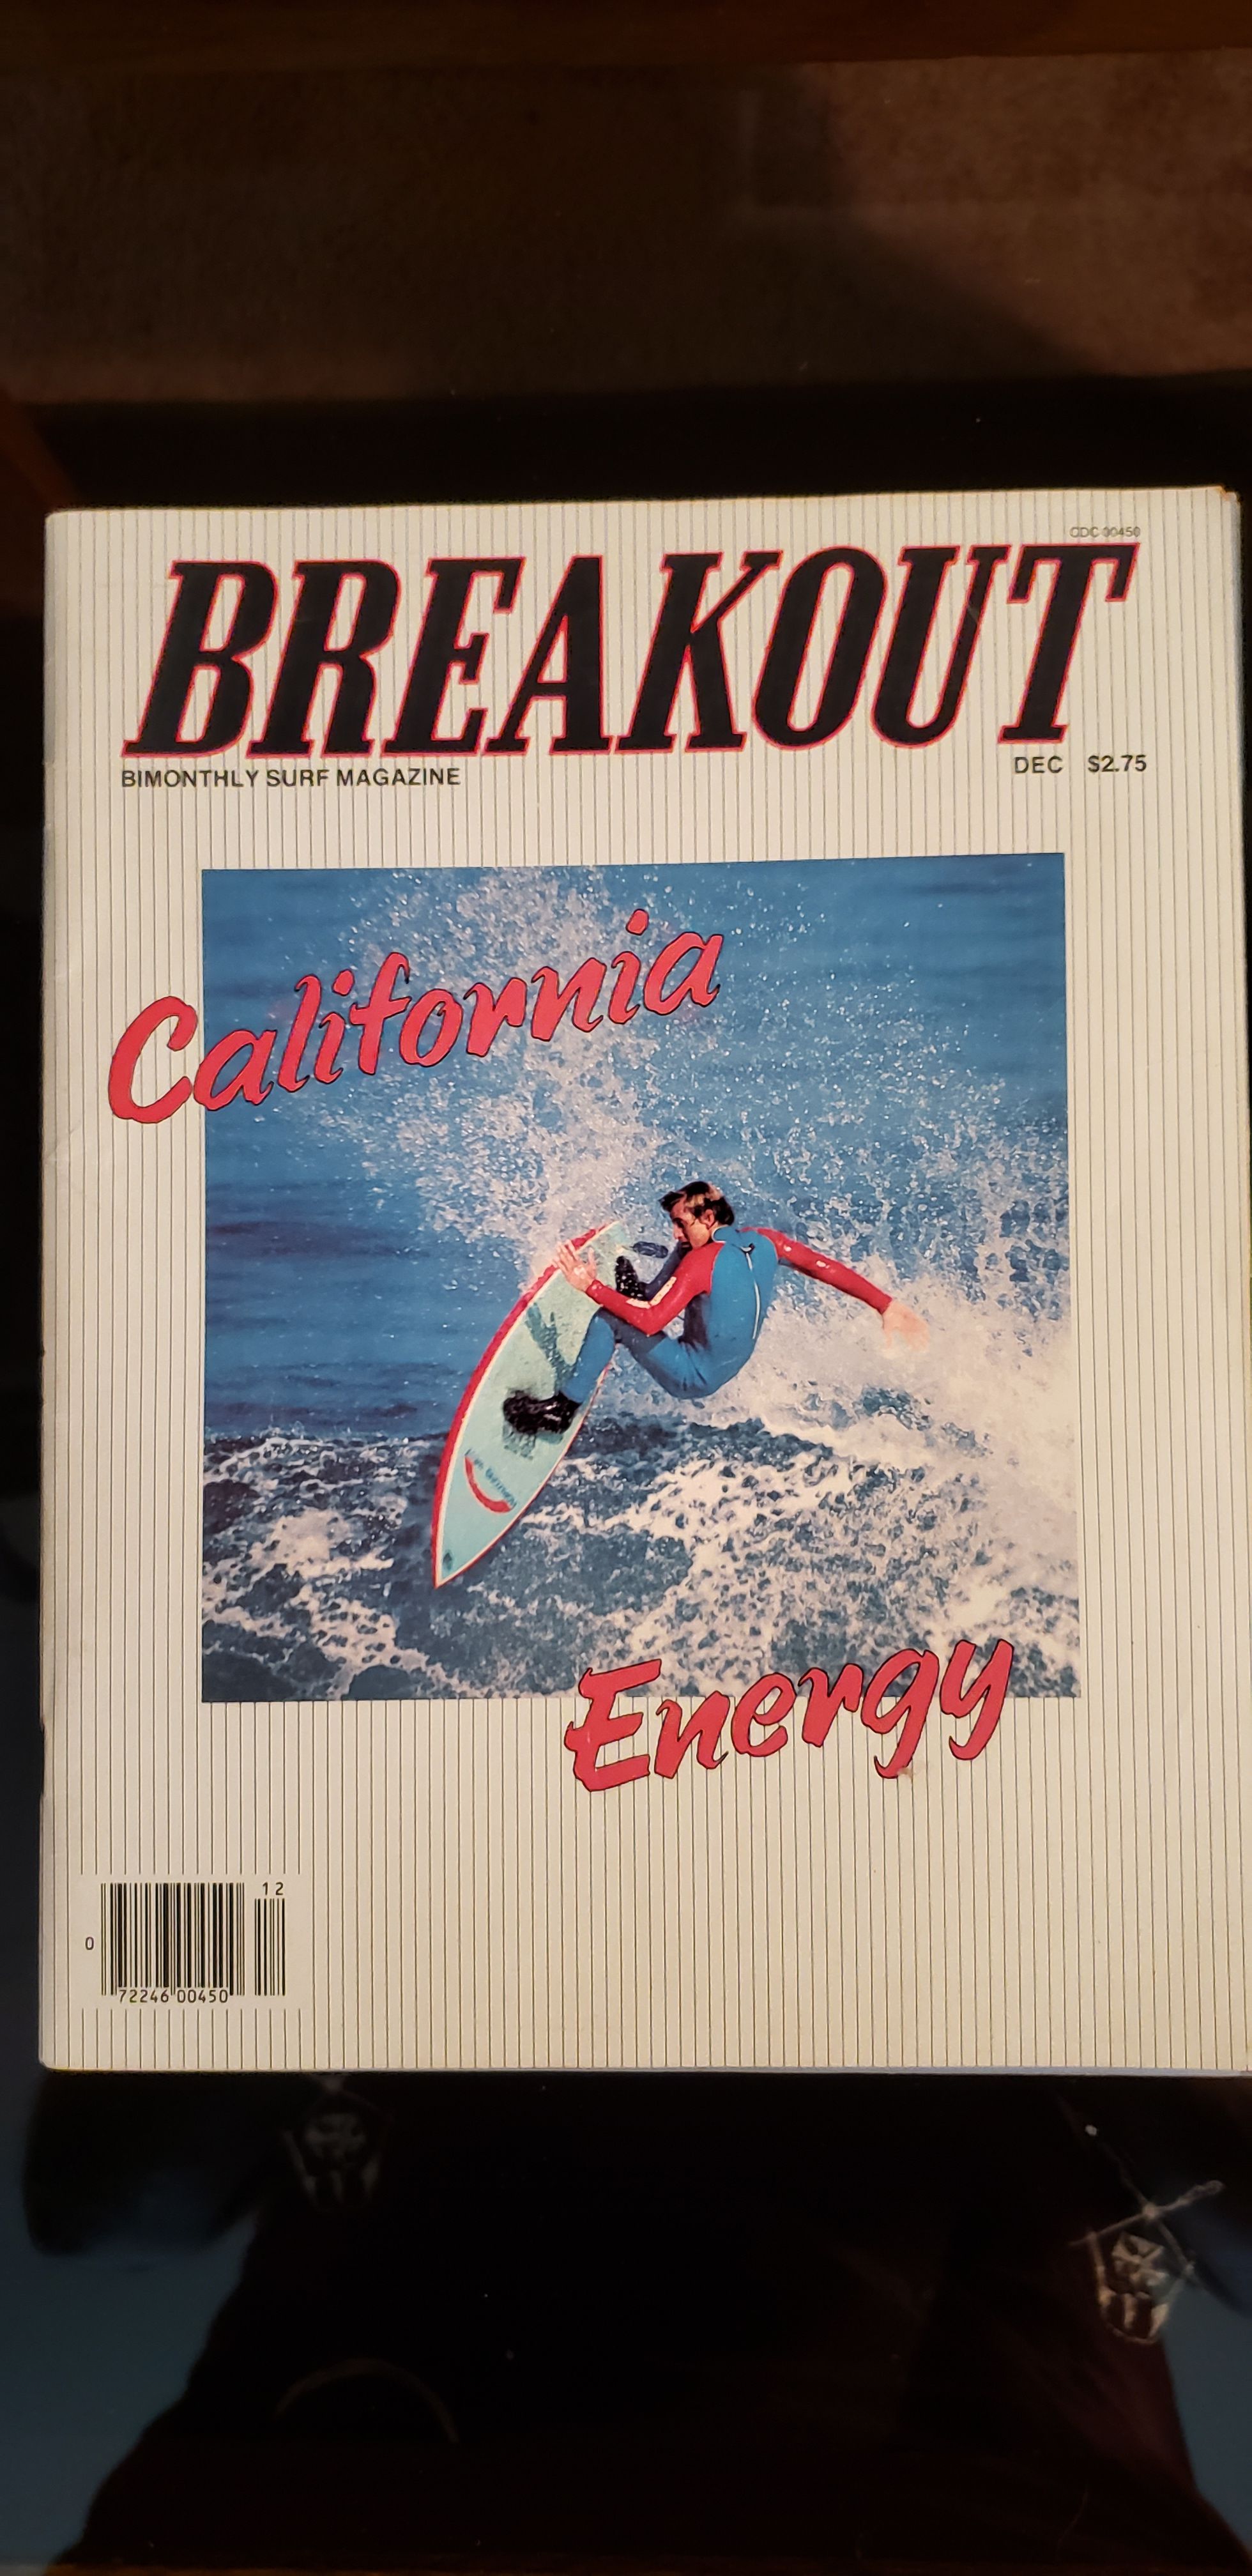 CDC 00450
BREAKOUT
BIMONTHLY SURF MAGAZINE
DEC $2.75
California
Energy
12
0
72246 00450